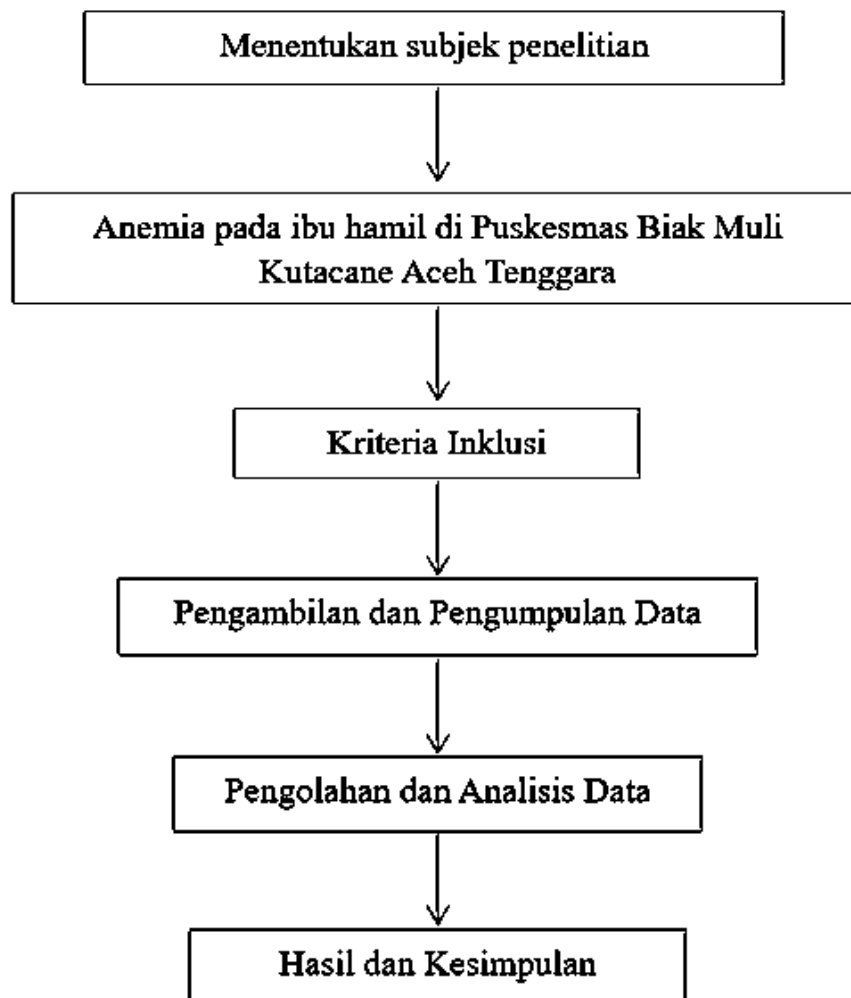 Menentukan subjek penelitian
Anemia pada ibu hamil di Puskesmas Biak Muli
Kutacane Aceh Tenggara
Kriteria Inklusi
Pengambilan dan Pengumpulan Data
Pengolahan dan Analisis Data
Hasil dan Kesimpulan